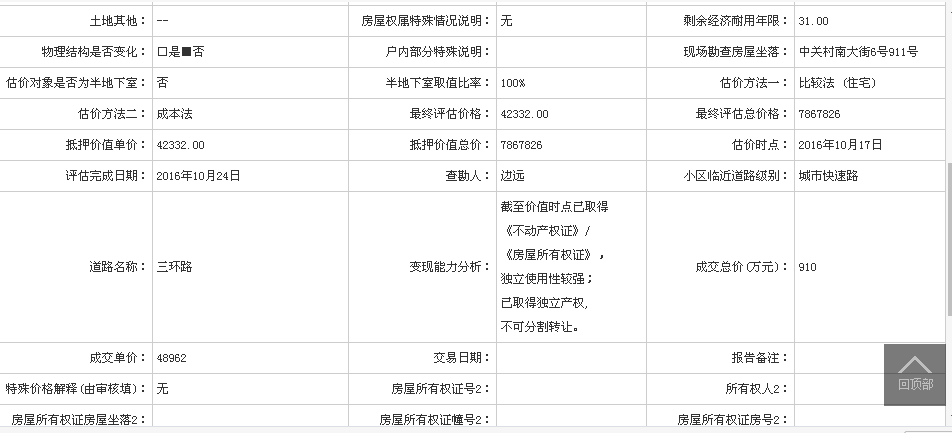 土地其他： -- 房屋权属特殊情况说明： 无 剩余经济耐用年限： 31.00
物理结构是否变化： □是■否 户内部分特殊说明： 现场勘查房屋坐落： 中关村南大街6号911号
估价对象是否为半地下室： 否 半地下室取值比率： 100% 估价方法一： 比较法 (住宅)
估价方法二： 成本法 最终评估价格： 42332.00 最终评估总价格： 7867826
抵押价值单价： 42332.00 抵押价值总价： 7867826 估价时点： 2016年10月17日
评估完成日期： 2016年10月24日 查勘人： 边远 小区临近道路级别： 城市快速路
道路名称： 三环路 变现能力分析： 截至价值时点已取得
《不动产权证》/
《房屋所有权证》，
独立使用性较强；
已取得独立产权,
不可分割转让。
成交总价(万元)： 910
成交单价： 48962 交易日期： 报告备注：
特殊价格解释(由审核填)： 无 房屋所有权证号2： 所有权人2：
房屋所有权证房屋坐落2： 房屋所有权证幢号2： 房屋所有权证房号2：
回顶部